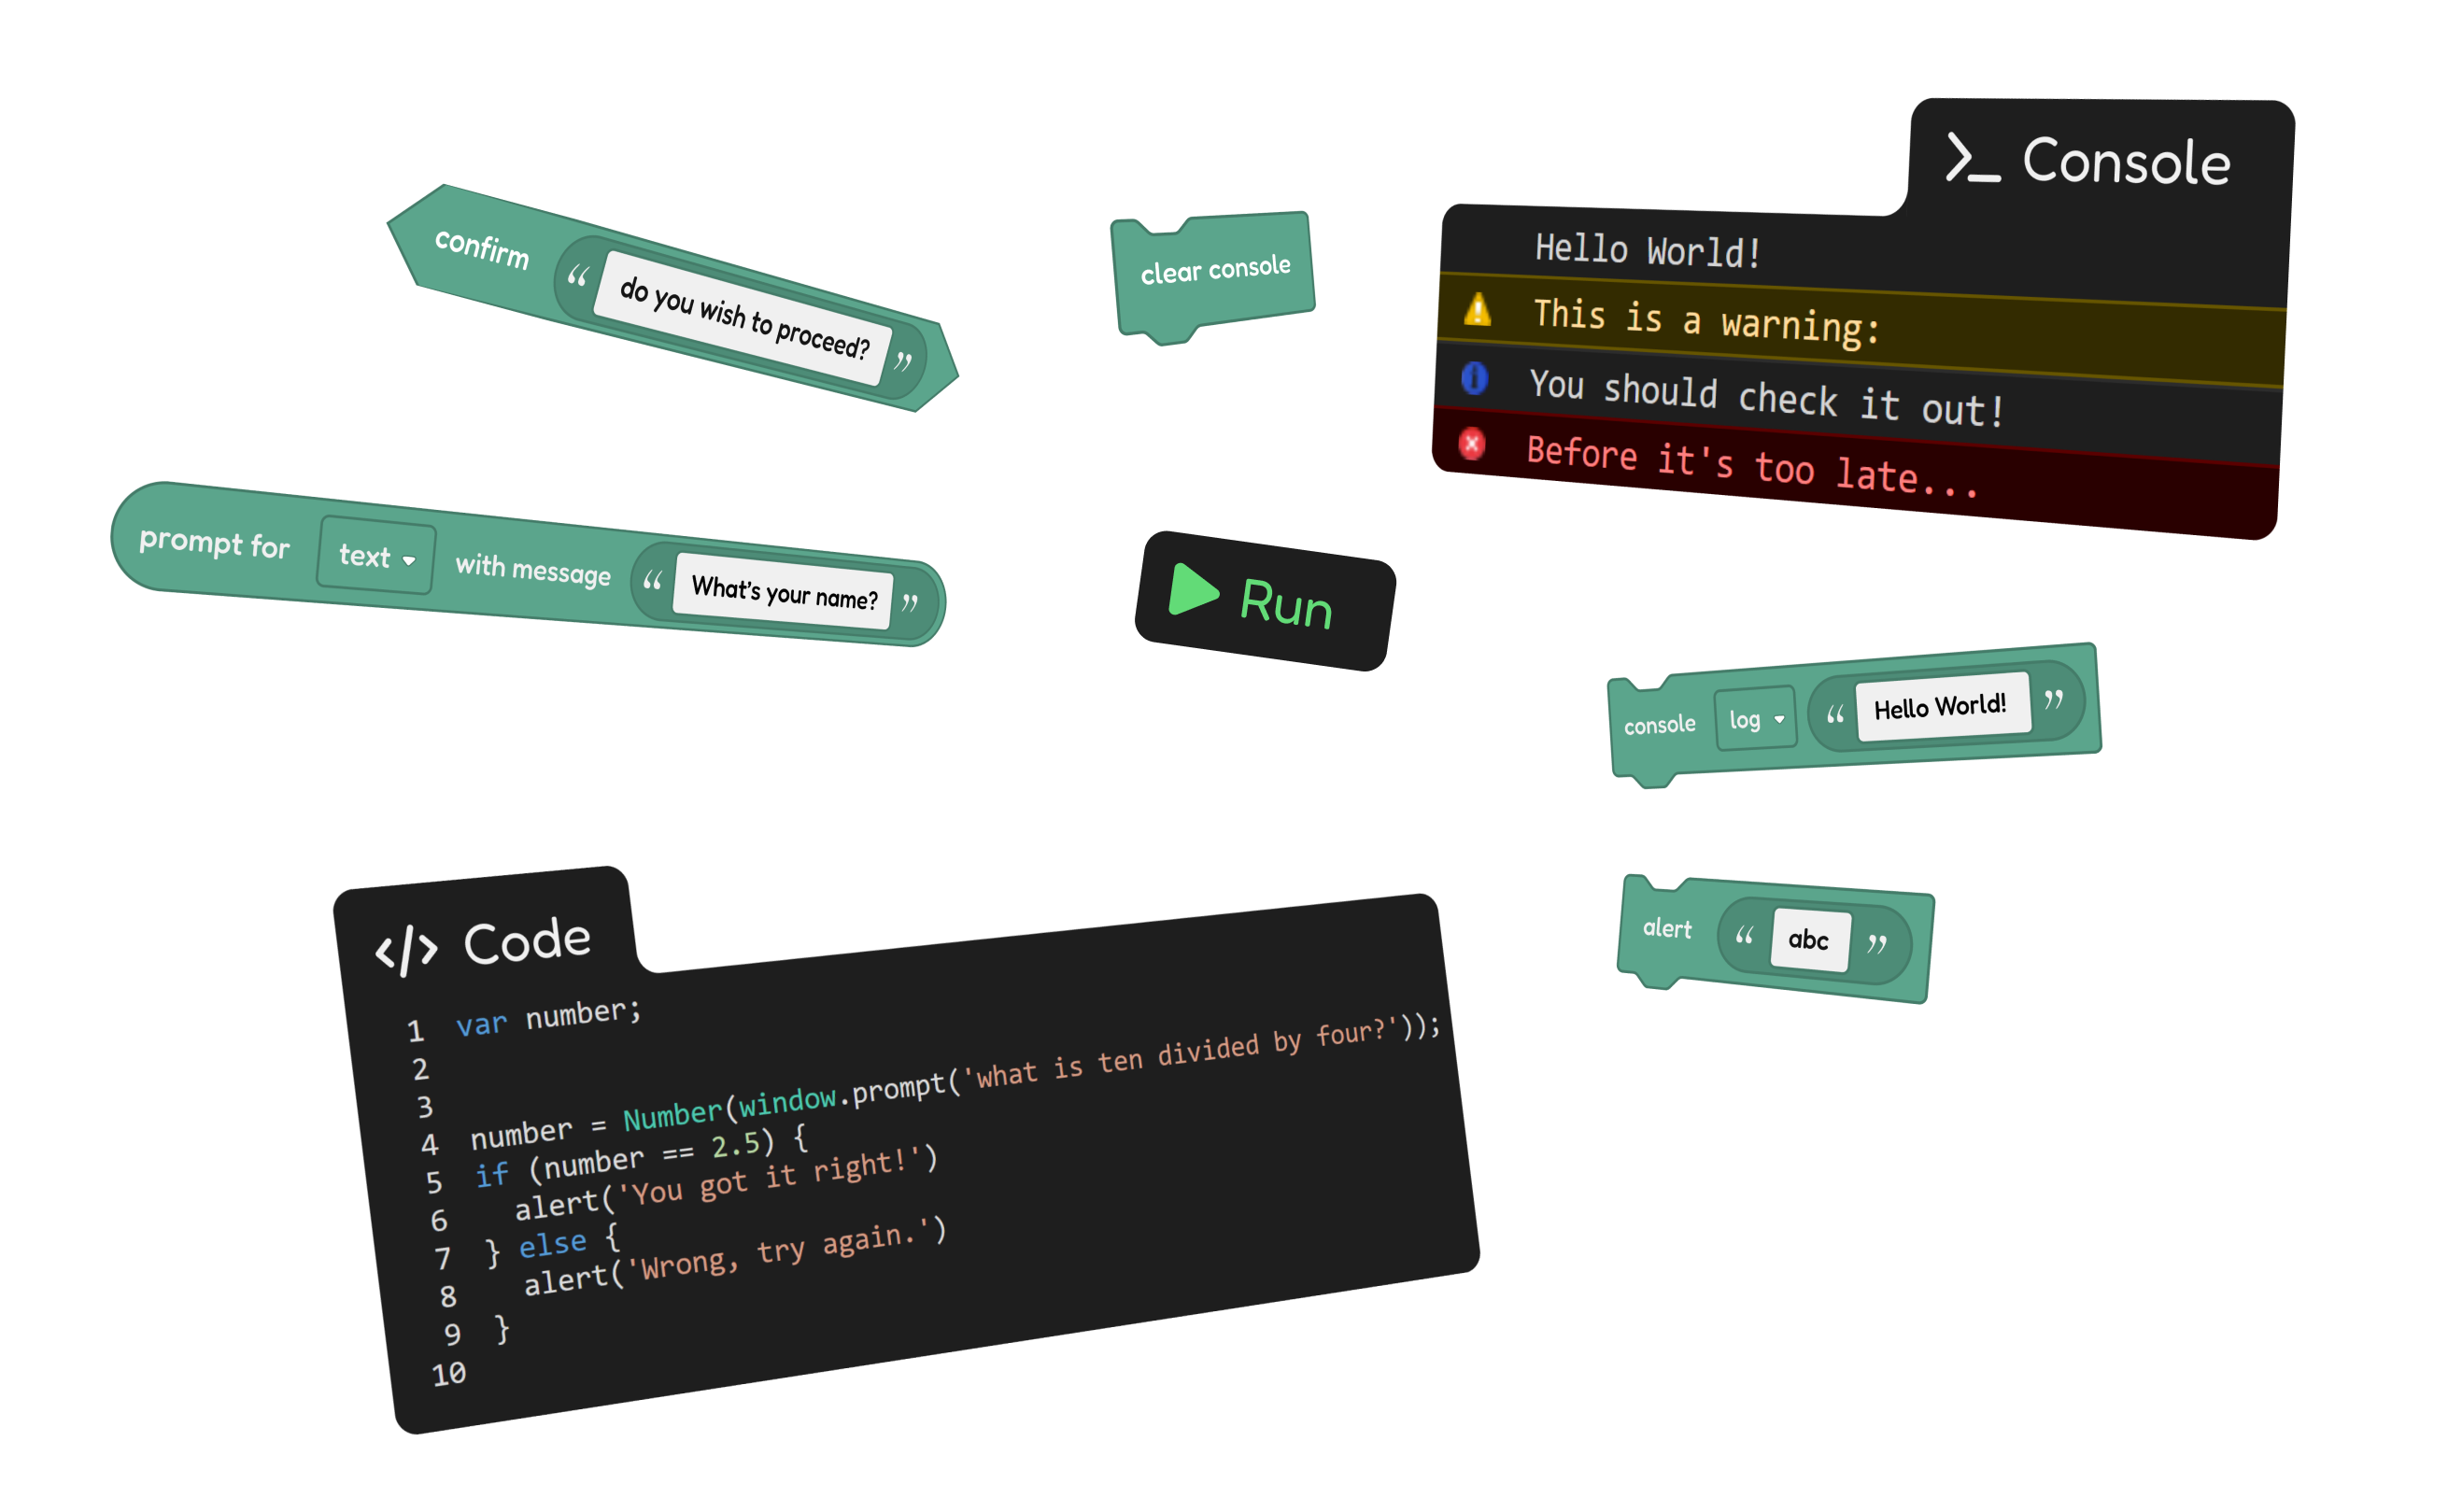 confirm “ do you wish to proceed? ”
clear console
>_ Console
Hello World!
This is a warning:
You should check it out!
Before it's too late...
prompt for text with message “ What’s your name? ”
Run
console log “ Hello World! ”
alert “ abc ”
</> Code
1 var number;
2
3
4 number = Number(window.prompt('what is ten divided by four?'));
5 if (number == 2.5) {
6   alert('You got it right!')
7 } else {
8   alert('Wrong, try again.')
9 }
10